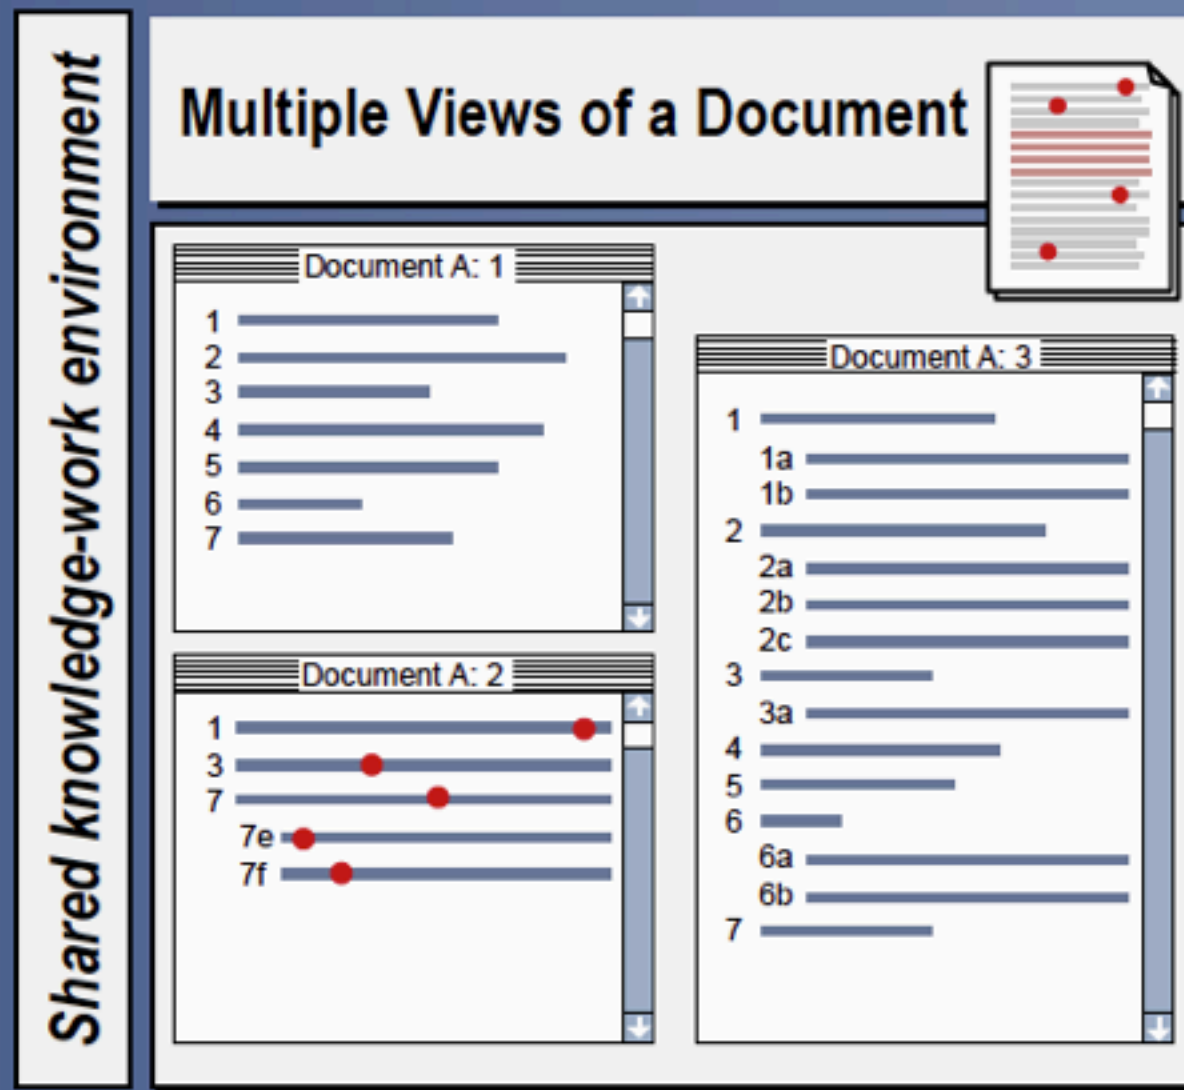 Shared knowledge-work environment
Multiple Views of a Document
Document A: 1
1
2
3
4
5
6
7
Document A: 2
1
3
7
7e
7f
Document A: 3
1
1a
1b
2
2a
2b
2c
3
3a
4
5
6
6a
6b
7